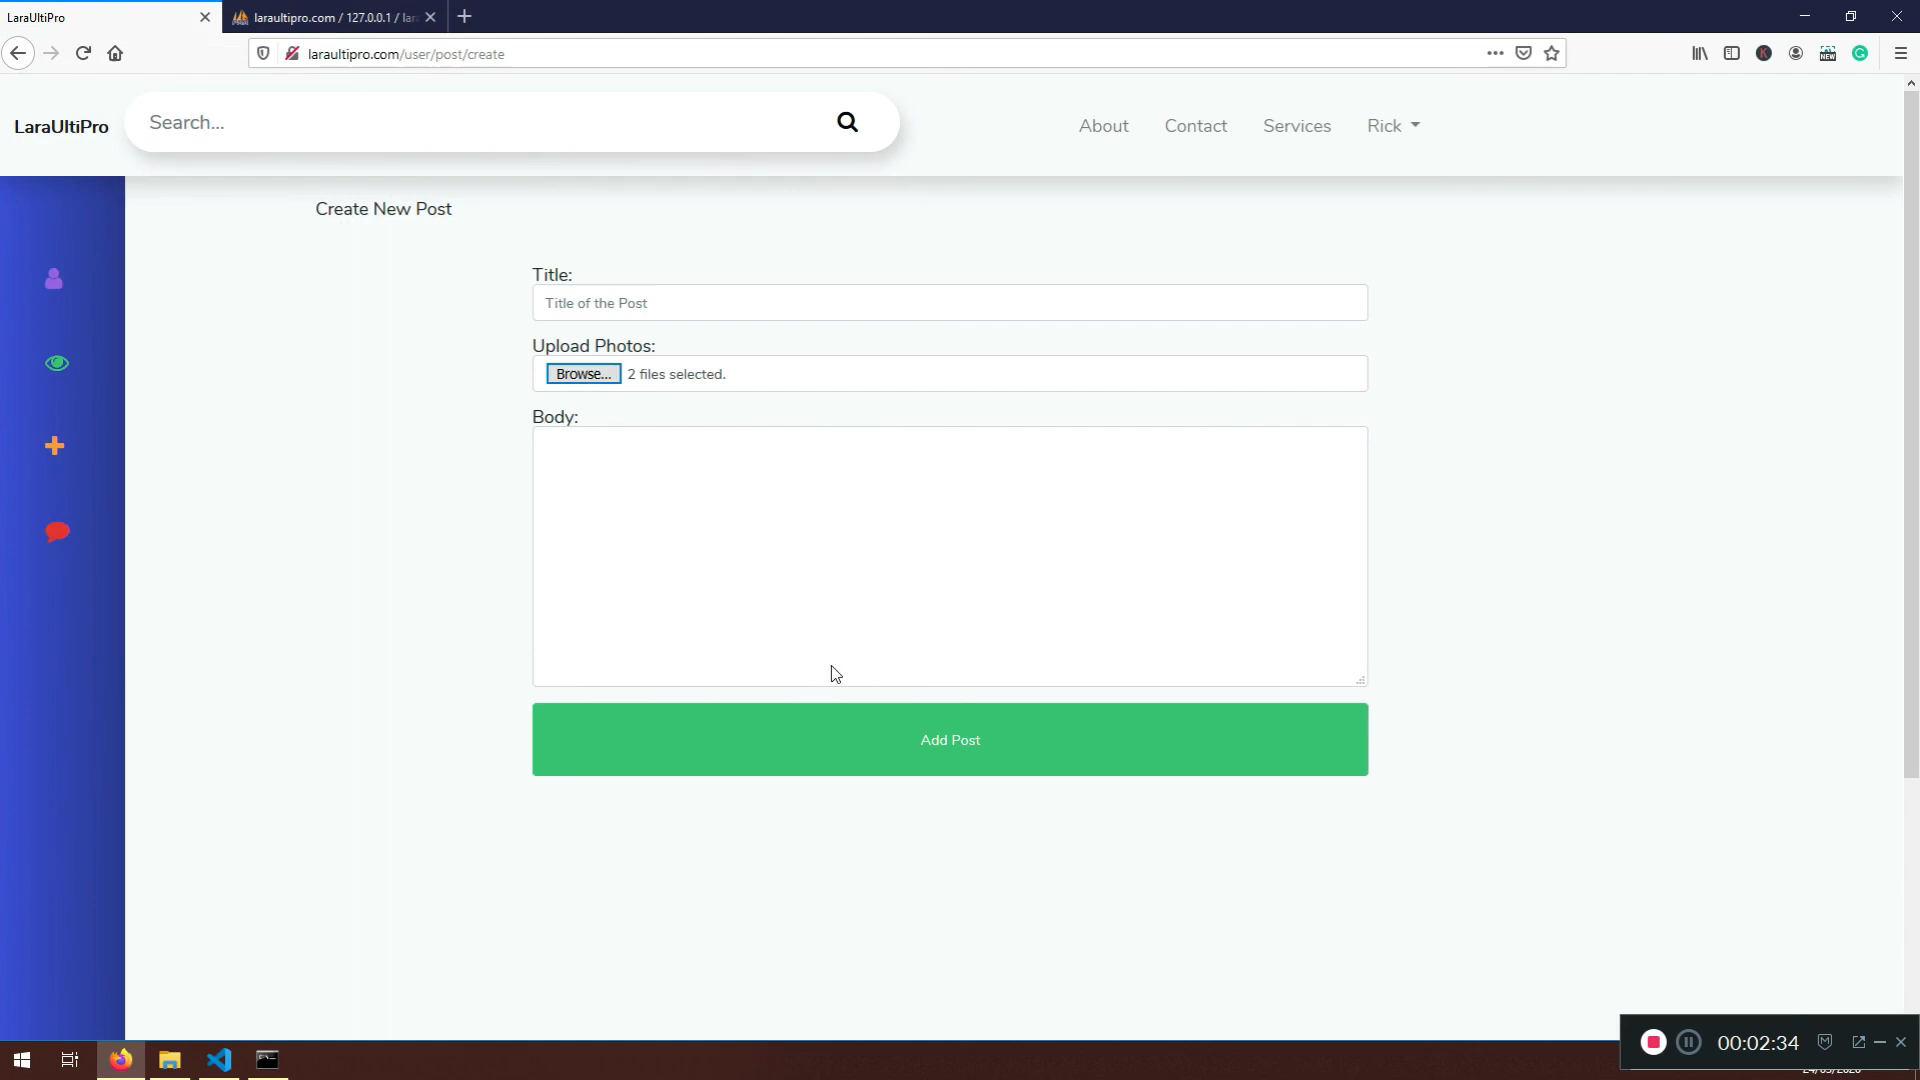 LaraUltiPro
laraultipro.com / 127.0.0.1 / lar
laraultipro.com/user/post/create
LaraUltiPro
Search...
About
Contact
Services
Rick
Create New Post
Title:
Title of the Post
Upload Photos:
Browse... 2 files selected.
Body:
Add Post
00:02:34